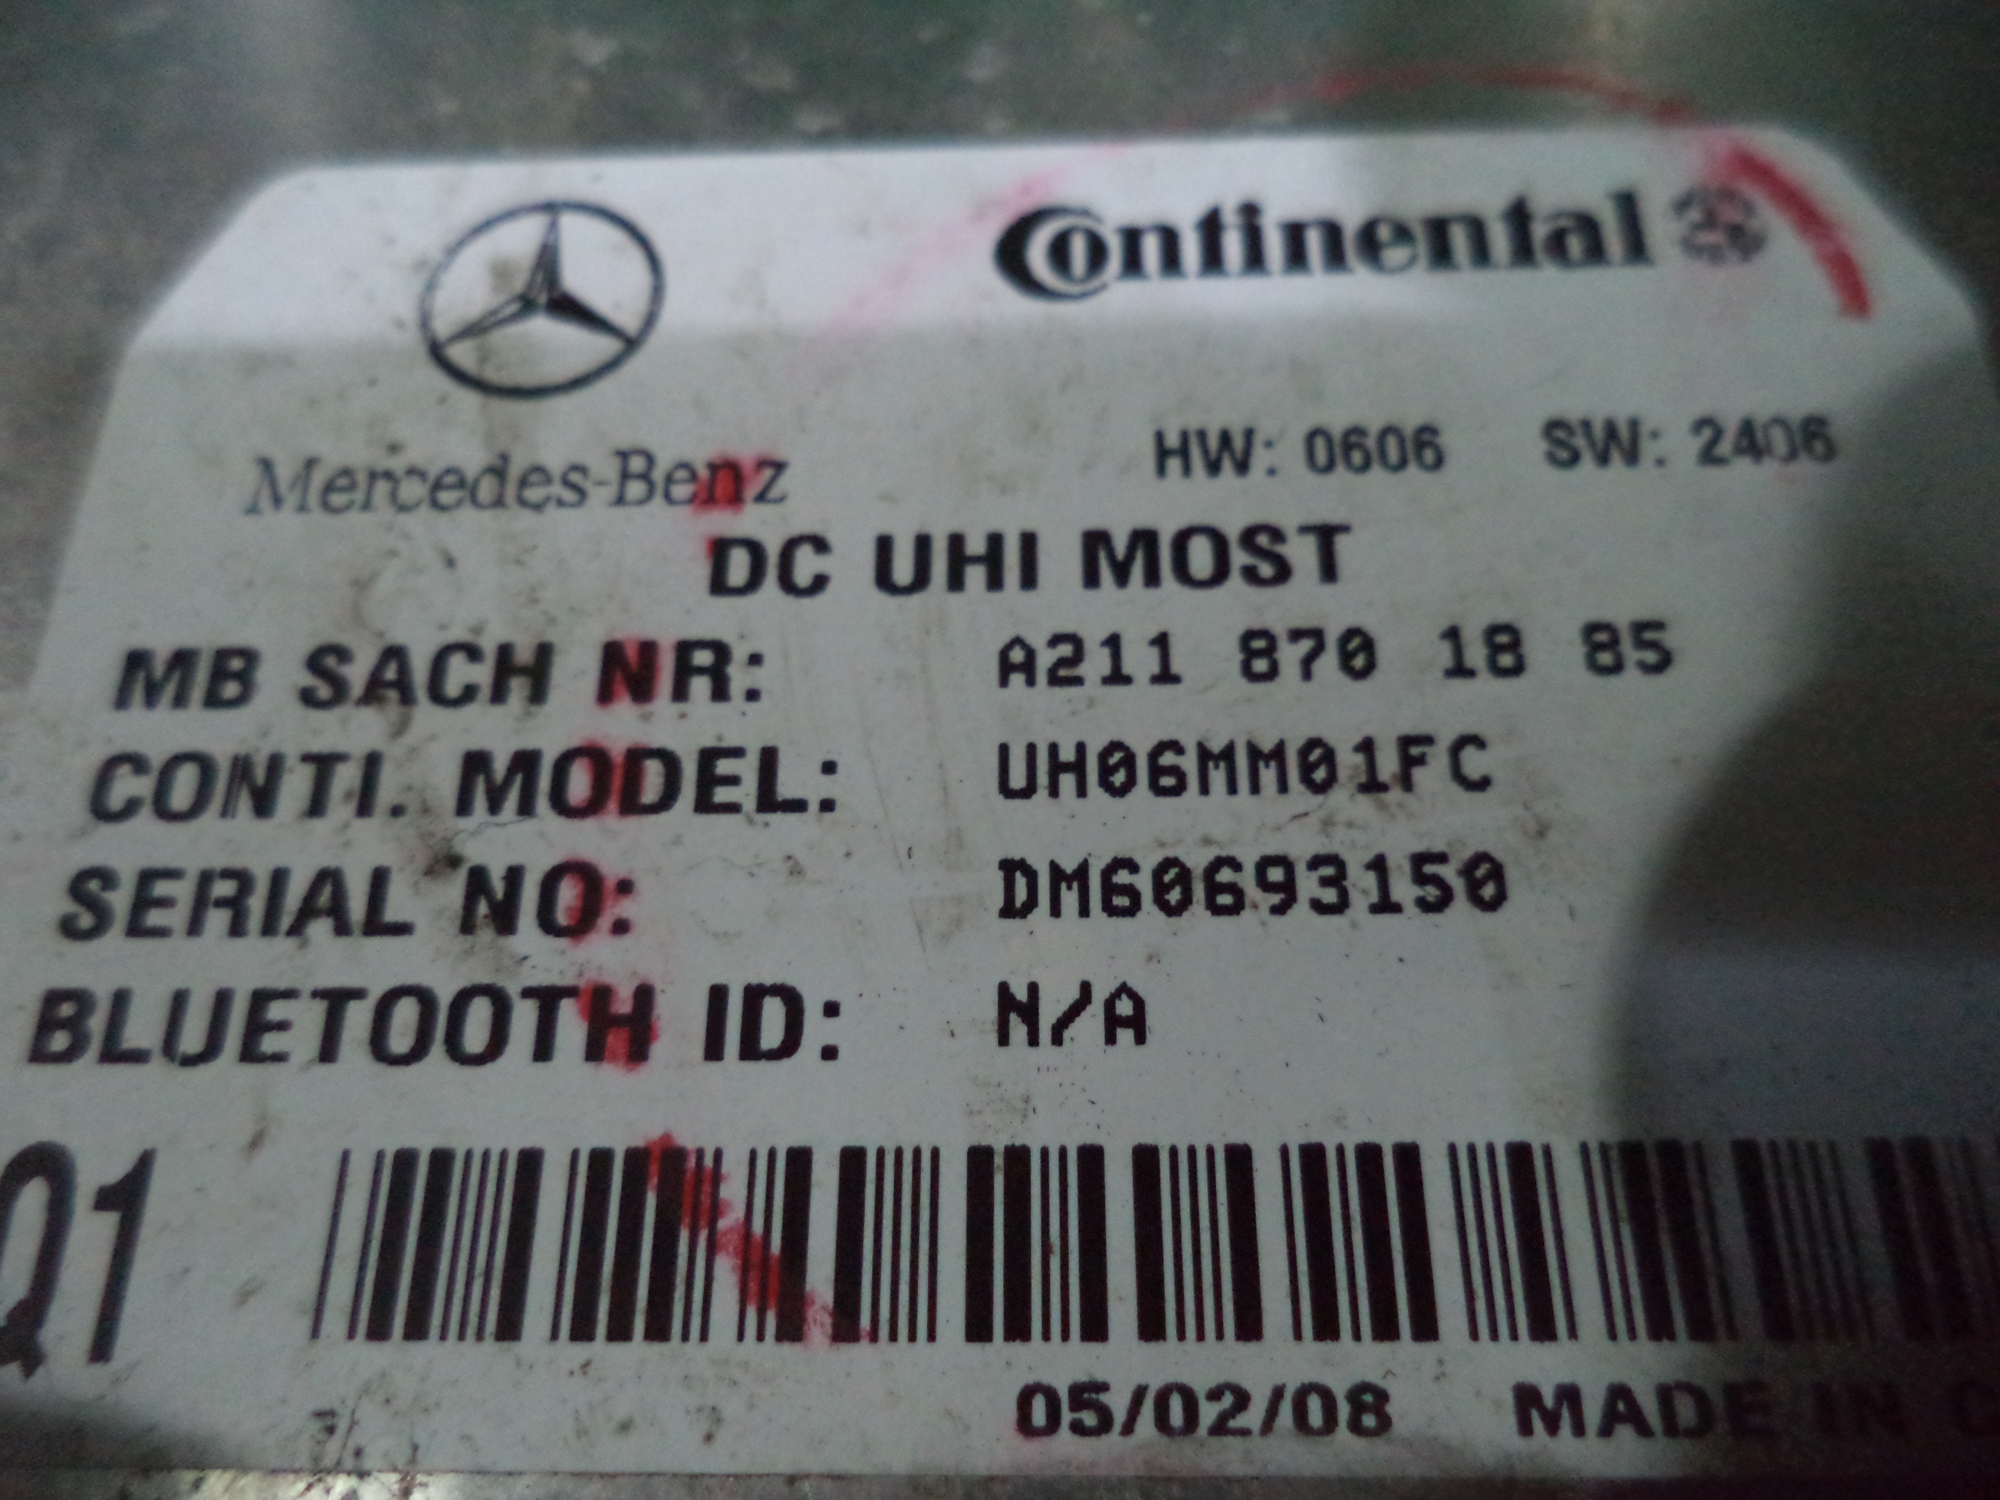 Continental
Mercedes-Benz
HW: 0606 SW: 2406
DC UHI MOST
MB SACH NR: A211 870 18 85
CONTI. MODEL: UH06MM01FC
SERIAL NO: DM60693150
BLUETOOTH ID: N/A
Q1
05/02/08 MADE IN